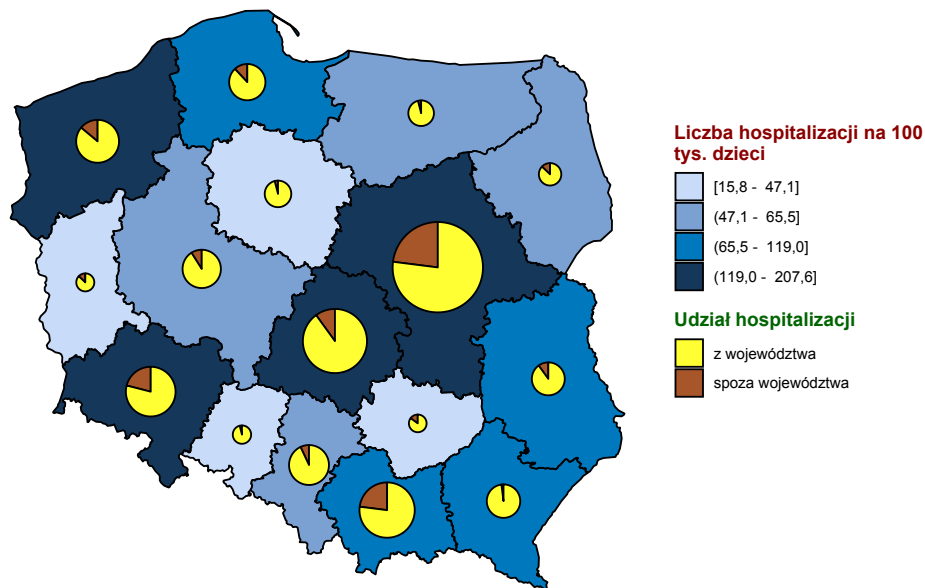 Liczba hospitalizacji na 100
tys. dzieci
[15,8 - 47,1]
(47,1 - 65,5]
(65,5 - 119,0]
(119,0 - 207,6]
Udział hospitalizacji
z województwa
spoza województwa